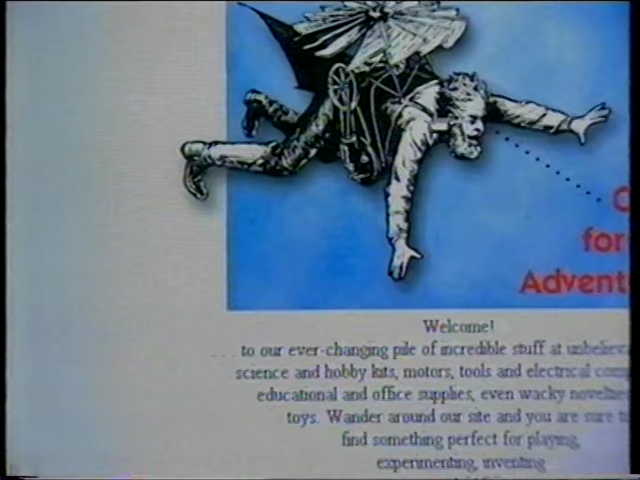 for
Welcome!
to our ever-changing pile of incredible stuff at
science and hobby kits, motors, tools and electrical
educational and office supplies, even wacky
toys. Wander around our site and you are sure
find something perfect for playing,
experimenting, inventing